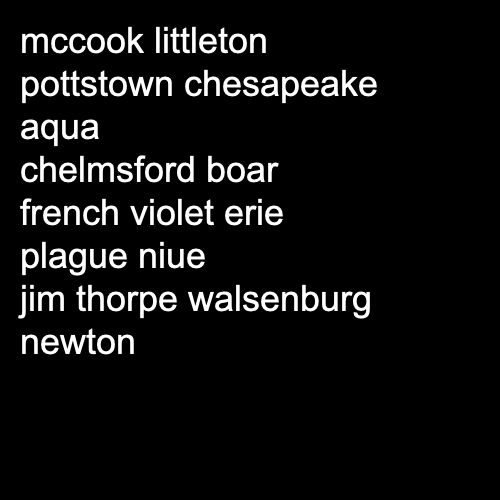 mccook littleton
pottstown chesapeake
aqua
chelmsford boar
french violet erie
plague niue
jim thorpe walsenburg
newton